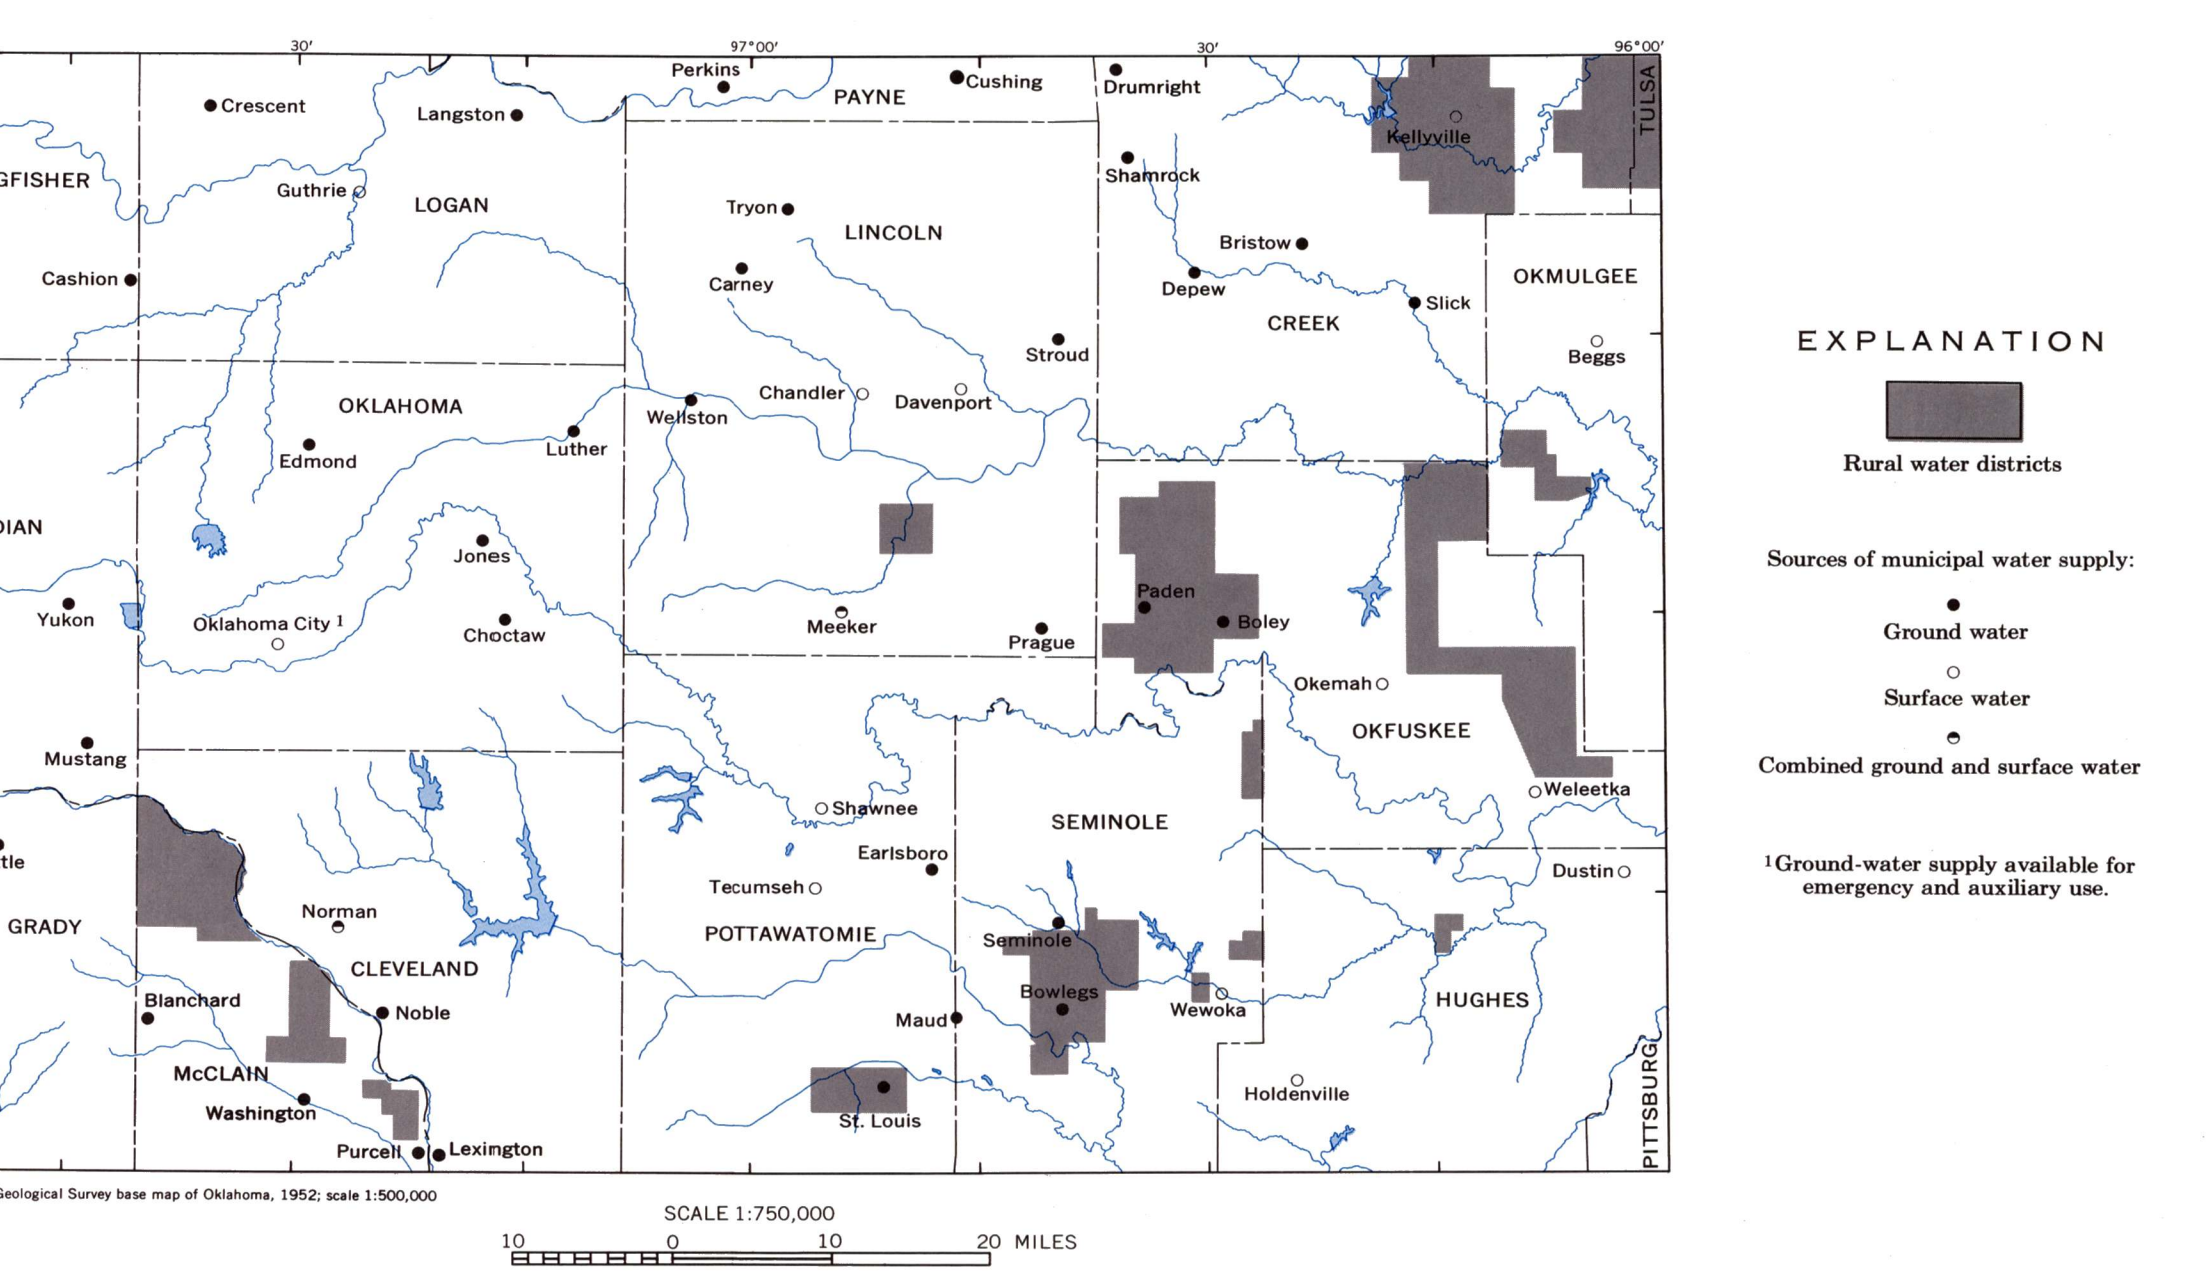 30′
97°00′
30′
96°00′
Perkins
PAYNE
Cushing
Drumright
TULSA
Crescent
Langston
Kellyville
GFISHER
Guthrie
LOGAN
Tryon
LINCOLN
Shamrock
Bristow
OKMULGEE
Cashion
Carney
Depew
Slick
CREEK
Stroud
Beggs
EXPLANATION
Rural water districts
OKLAHOMA
Chandler
Davenport
Wellston
Edmond
Luther
DIAN
Jones
Sources of municipal water supply:
Ground water
Surface water
Combined ground and surface water
Yukon
Oklahoma City 1
Choctaw
Meeker
Prague
Paden
Boley
Okemah
OKFUSKEE
Mustang
Shawnee
SEMINOLE
Weleetka
tle
Earlsboro
Tecumseh
Dustin
1Ground-water supply available for
emergency and auxiliary use.
GRADY
Norman
POTTAWATOMIE
Seminole
CLEVELAND
Blanchard
Noble
Maud
Bowlegs
Wewoka
HUGHES
McCLAIN
Washington
St. Louis
Holdenville
PITTSBURG
Purcell
Lexington
Geological Survey base map of Oklahoma, 1952; scale 1:500,000
SCALE 1:750,000
10 0 10 20 MILES